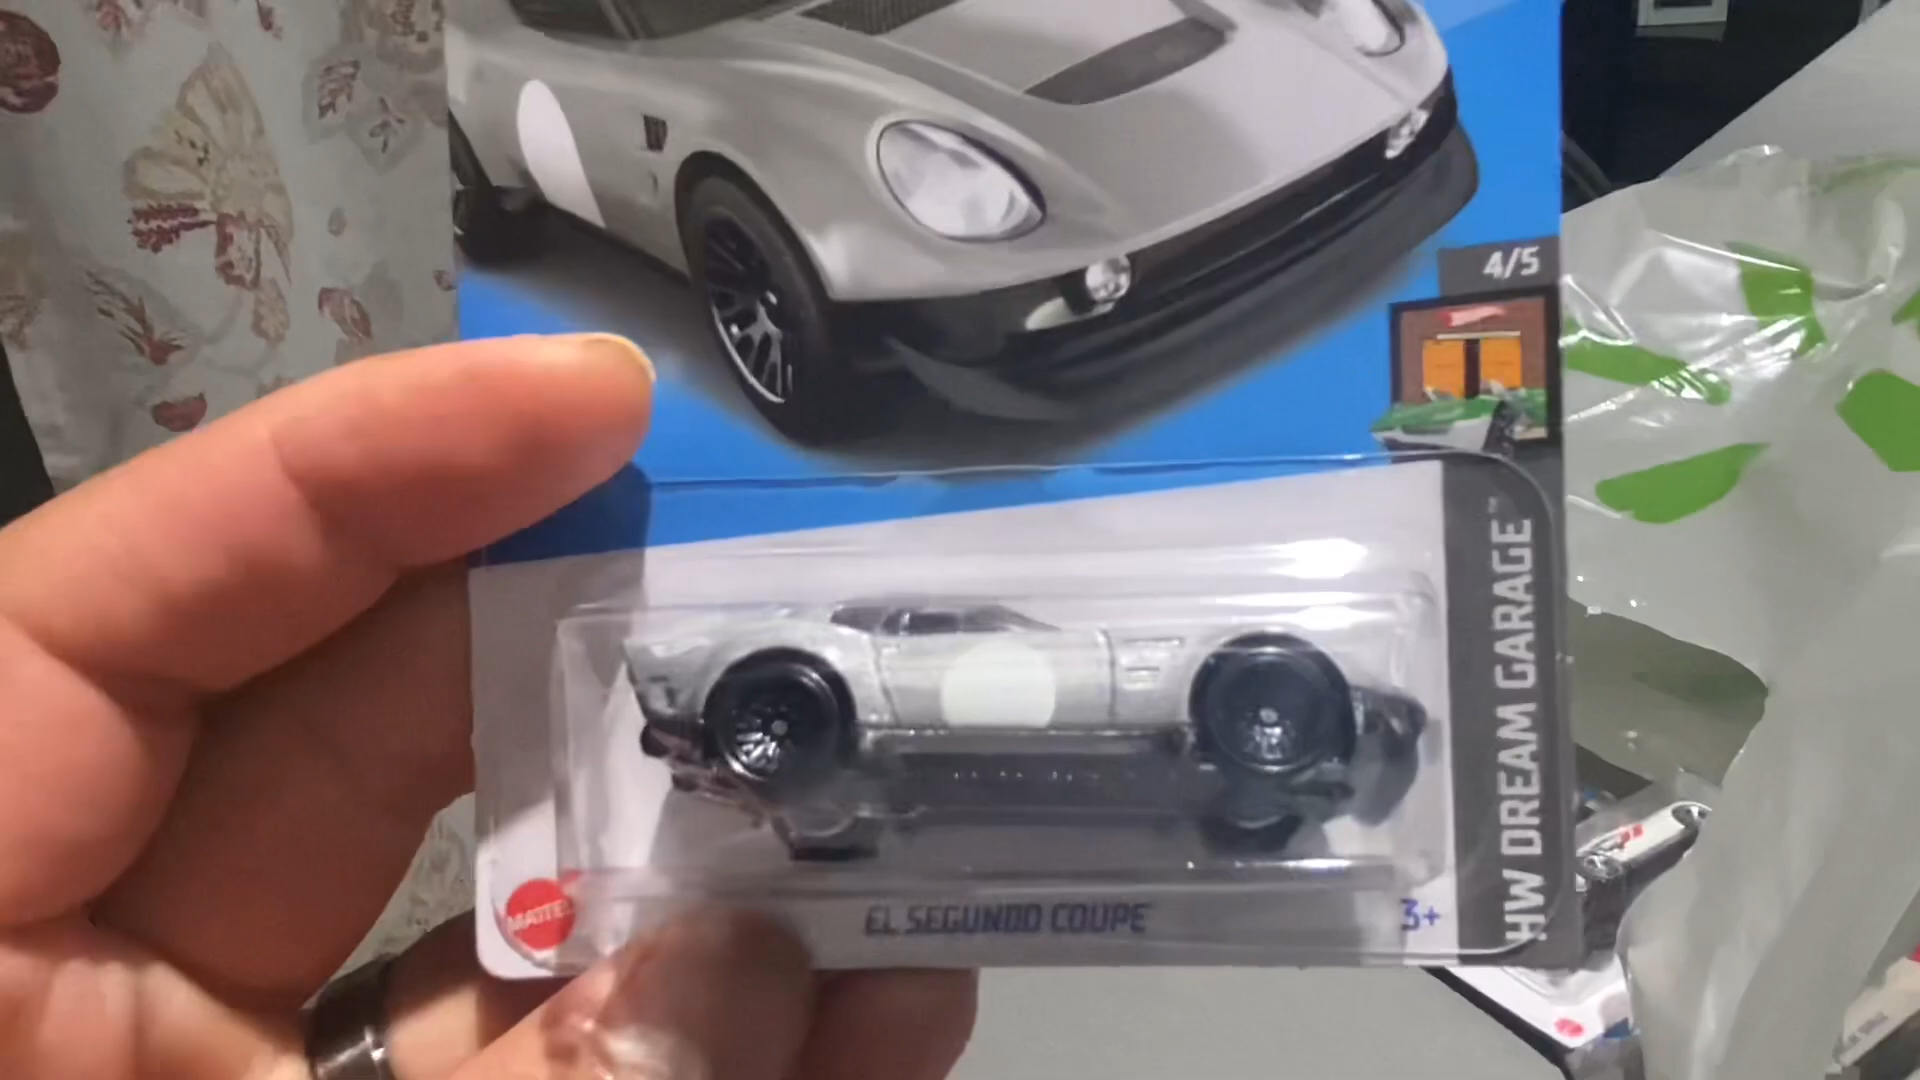 4/5
HW DREAM GARAGE™
MATTEL
EL SEGUNDO COUPE
3+